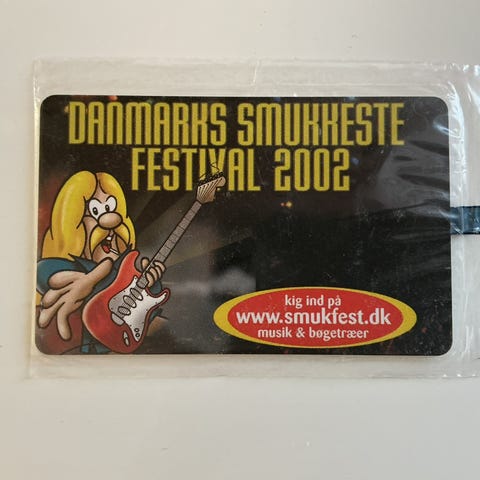 DANMARKS SMUKKESTE
FESTIVAL 2002
kig ind på
www.smukfest.dk
musik & bøgetræer